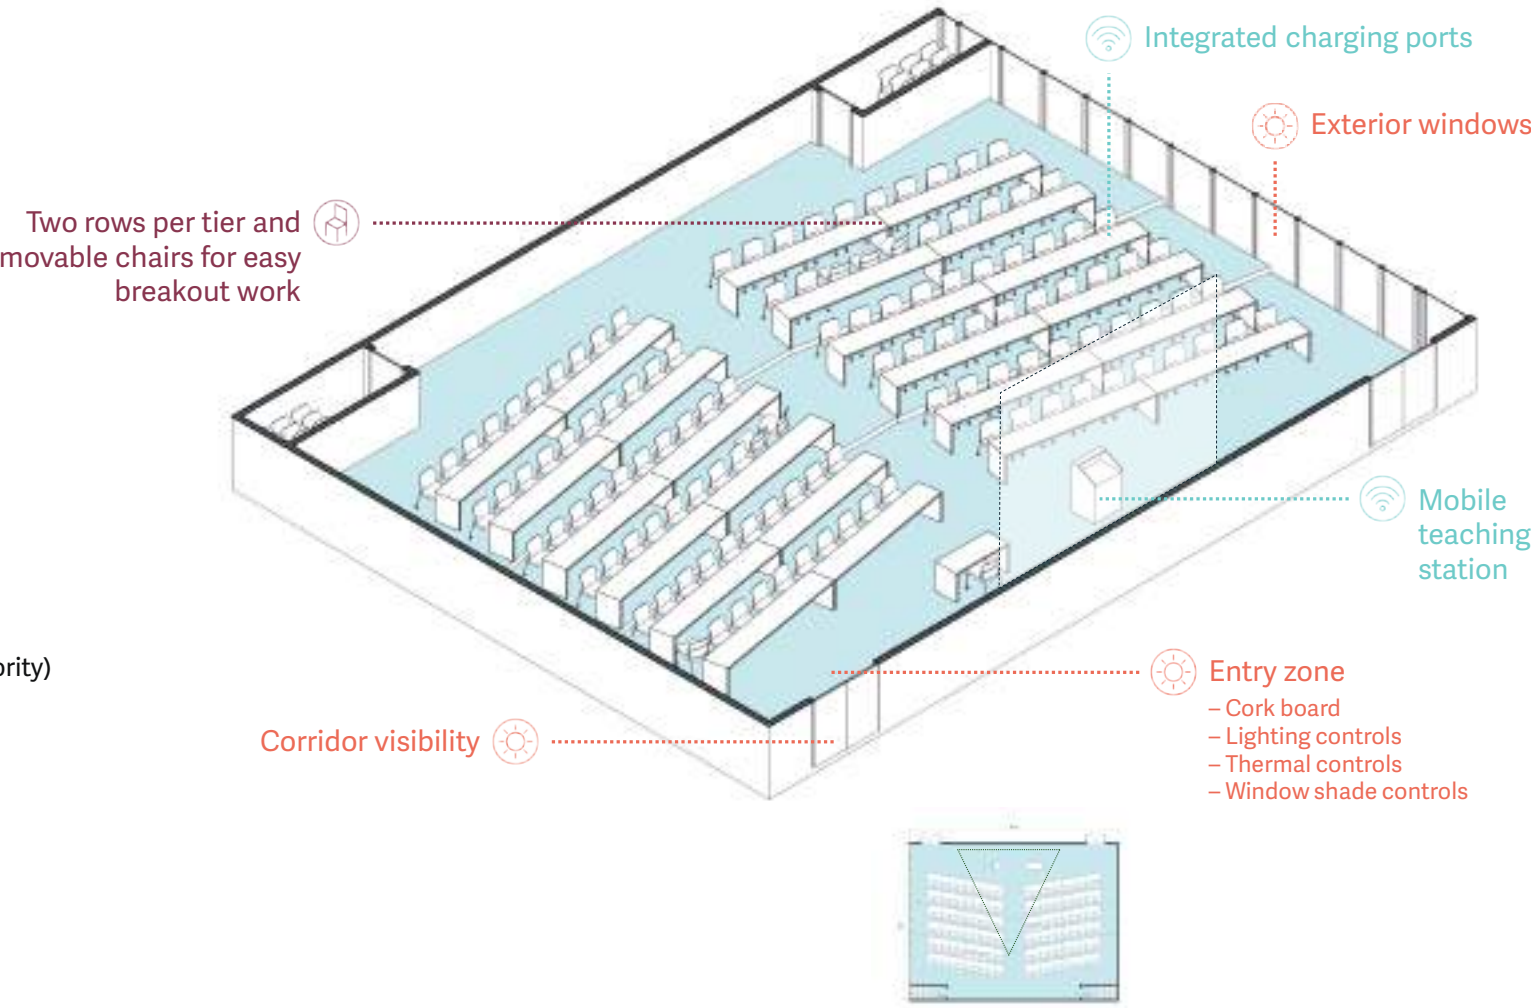 Integrated charging ports
Exterior windows
Two rows per tier and
movable chairs for easy
breakout work
Mobile
teaching
station
Entry zone
– Cork board
– Lighting controls
– Thermal controls
– Window shade controls
Corridor visibility